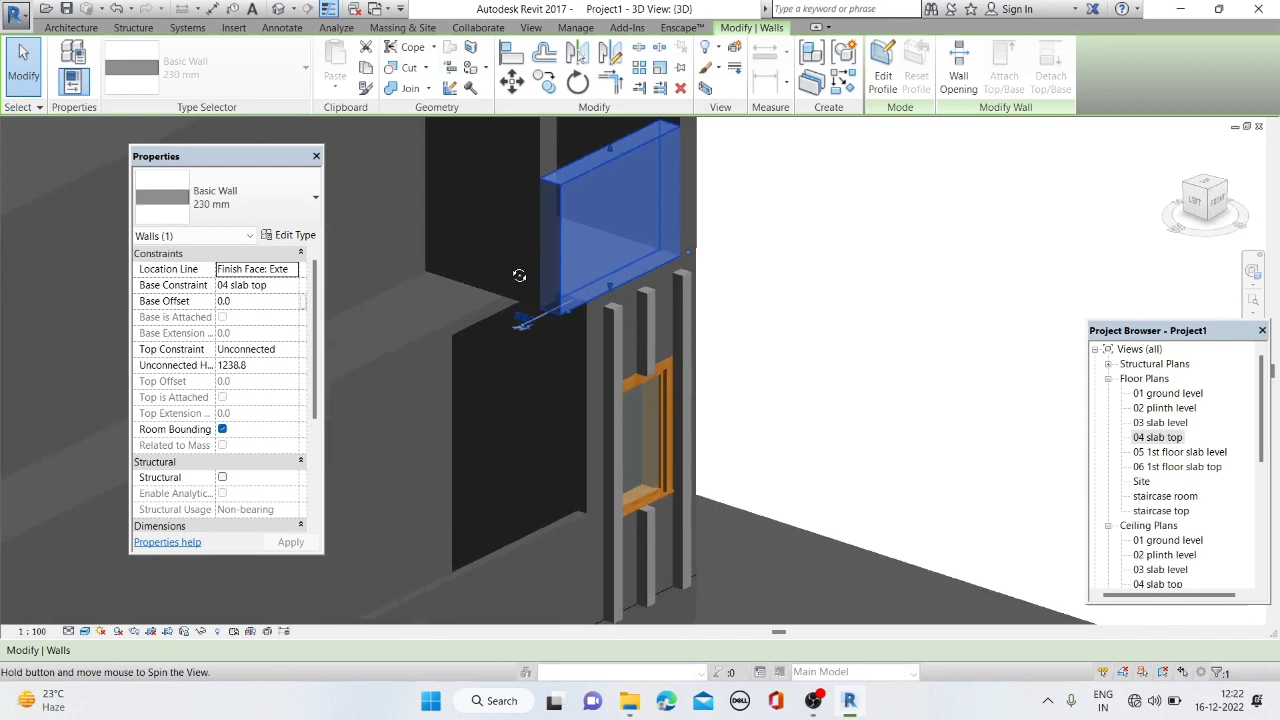 Autodesk Revit 2017 - Project1 - 3D View: {3D}
Type a keyword or phrase
Sign In
Architecture Structure Systems Insert Annotate Analyze Massing & Site Collaborate View Manage Add-Ins Enscape™ Modify | Walls
Modify
Select
Properties
Basic Wall
230 mm
Type Selector
Paste
Clipboard
Cope
Cut
Join
Geometry
Modify
View
Measure
Create
Edit Profile
Reset Profile
Mode
Wall Opening
Attach Top/Base
Detach Top/Base
Modify Wall
Properties
Basic Wall
230 mm
Walls (1)
Edit Type
Constraints
Location Line Finish Face: Exte
Base Constraint 04 slab top
Base Offset 0.0
Base is Attached
Base Extension ... 0.0
Top Constraint Unconnected
Unconnected H... 1238.8
Top Offset 0.0
Top is Attached
Top Extension ... 0.0
Room Bounding
Related to Mass
Structural
Structural
Enable Analytic...
Structural Usage Non-bearing
Dimensions
Properties help
Apply
LEFT
FRONT
Project Browser - Project1
Views (all)
Structural Plans
Floor Plans
01 ground level
02 plinth level
03 slab level
04 slab top
05 1st floor slab level
06 1st floor slab top
Site
staircase room
staircase top
Ceiling Plans
01 ground level
02 plinth level
03 slab level
04 slab top
1 : 100
Modify | Walls
Hold button and move mouse to Spin the View.
:0
Main Model
:1
23°C
Haze
Search
ENG
IN
12:22
16-12-2022